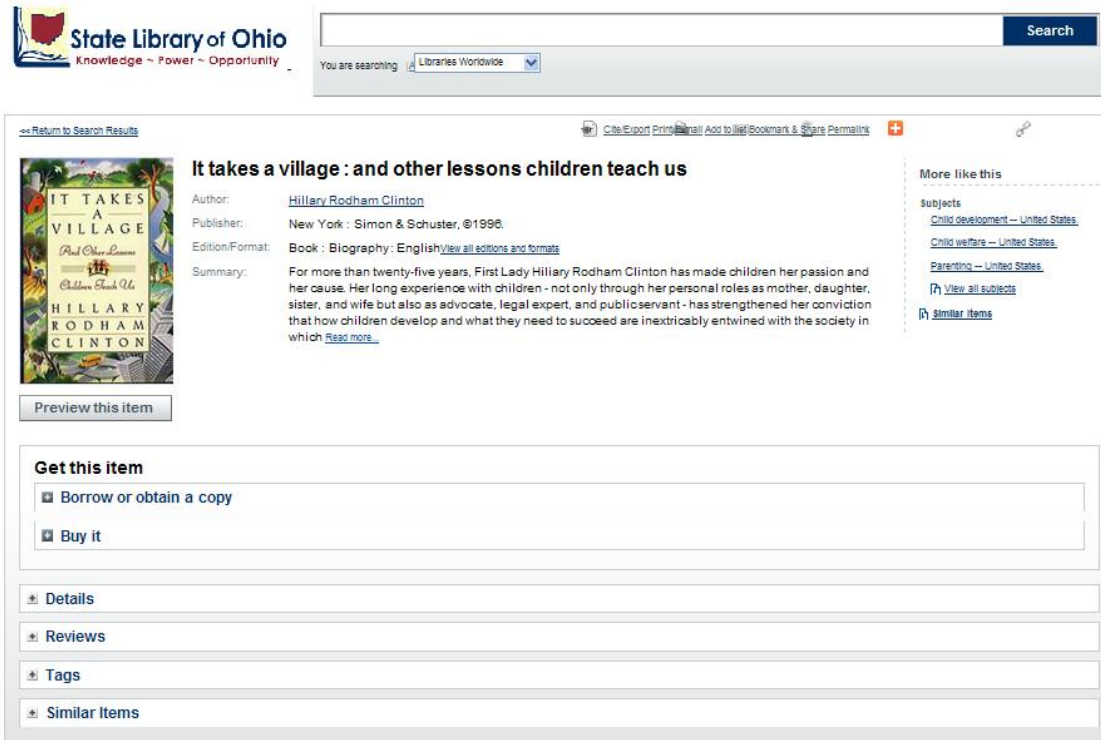 State Library of Ohio
Knowledge ~ Power ~ Opportunity
Search
You are searching
Libraries Worldwide
<< Return to Search Results
Cite/Export Print Email Add to list Bookmark & Share Permalink
IT TAKES
A
VILLAGE
And Other Lessons
Children Teach Us
HILLARY
RODHAM
CLINTON
Preview this item
It takes a village : and other lessons children teach us
Author: Hillary Rodham Clinton
Publisher: New York : Simon & Schuster, ©1996.
Edition/Format: Book : Biography : English View all editions and formats
Summary: For more than twenty-five years, First Lady Hiliary Rodham Clinton has made children her passion and
her cause. Her long experience with children - not only through her personal roles as mother, daughter,
sister, and wife but also as advocate, legal expert, and public servant - has strengthened her conviction
that how children develop and what they need to succeed are inextricably entwined with the society in
which Read more...
More like this
Subjects
Child development -- United States.
Child welfare -- United States.
Parenting -- United States.
View all subjects
Similar Items
Get this item
Borrow or obtain a copy
Buy it
Details
Reviews
Tags
Similar Items